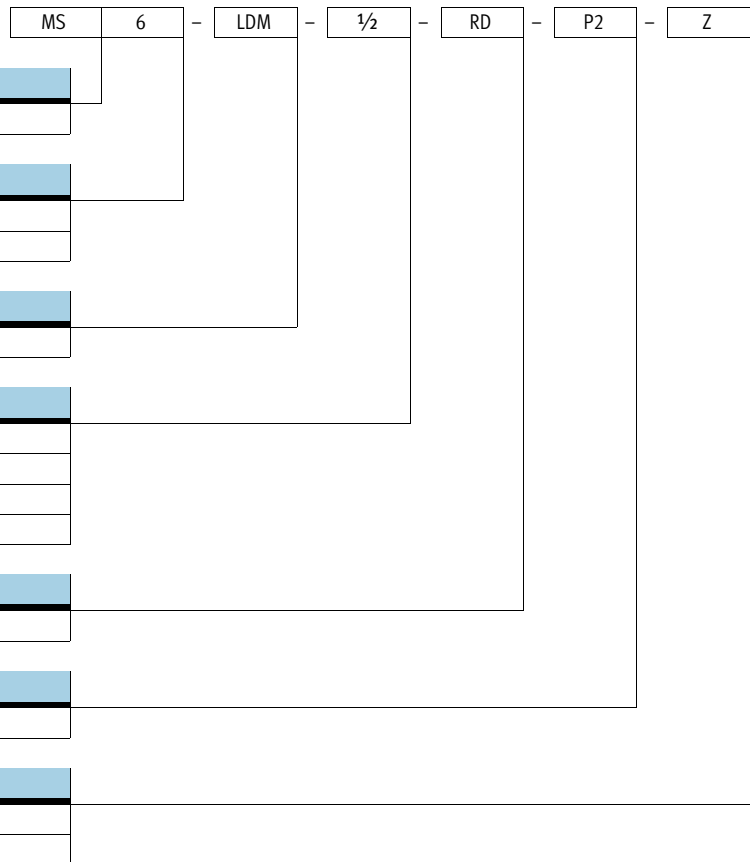 MS 6 – LDM – ½ – RD – P2 – Z